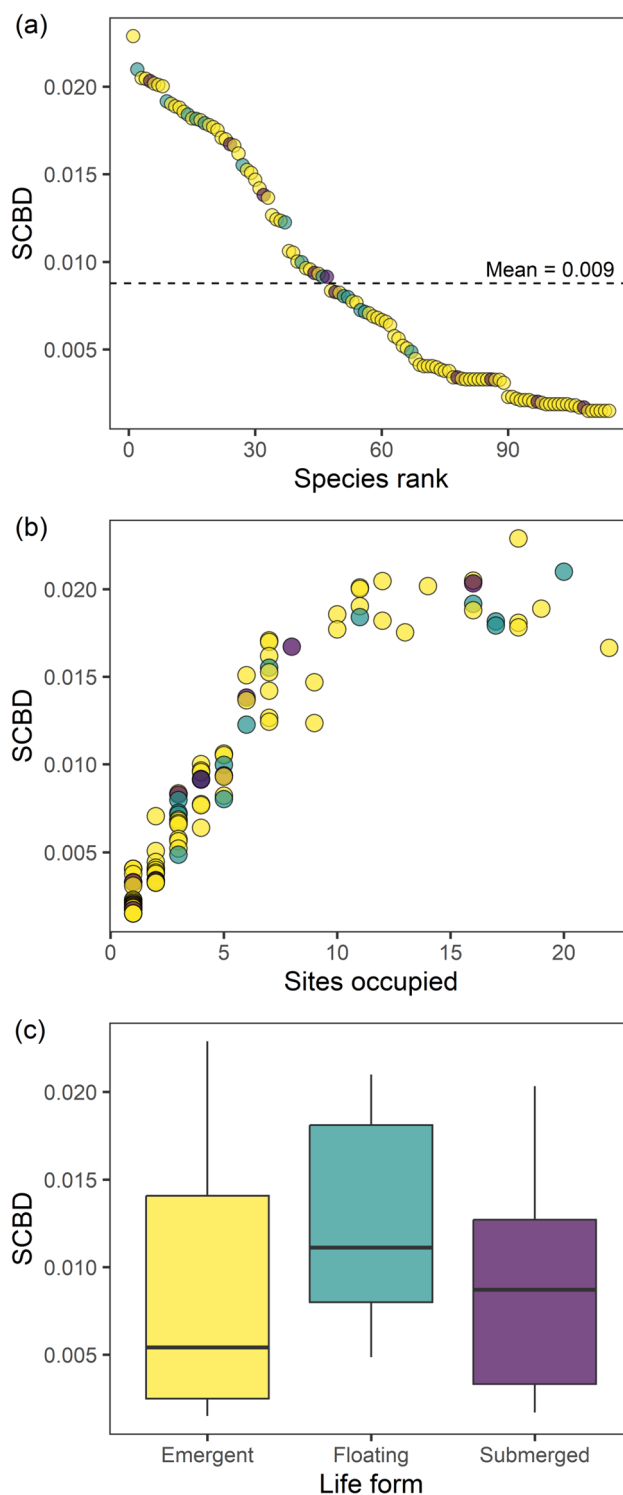 (a)
0.020
0.015
0.010
0.005
SCBD
Mean = 0.009
0 30 60 90
Species rank
(b)
0.020
0.015
0.010
0.005
SCBD
0 5 10 15 20
Sites occupied
(c)
0.020
0.015
0.010
0.005
SCBD
Emergent Floating Submerged
Life form